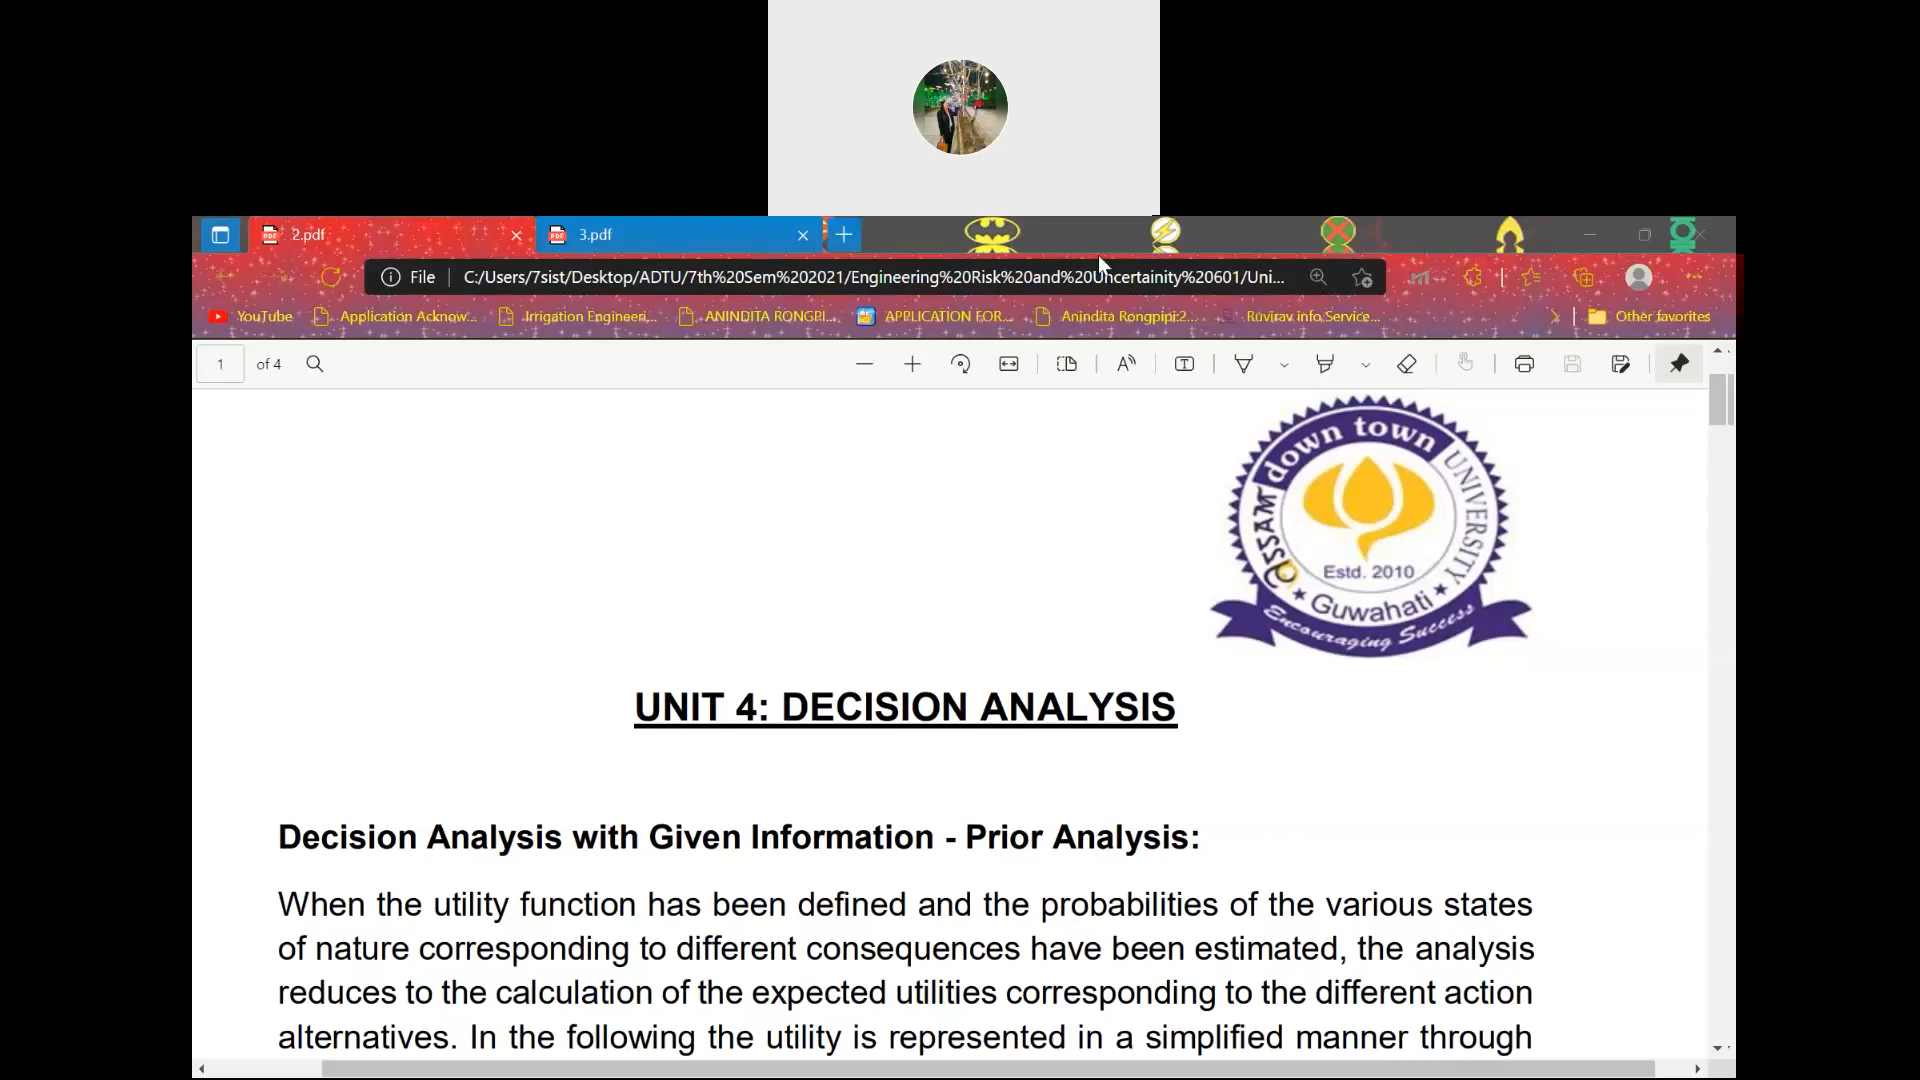 2.pdf
3.pdf
File
C:/Users/7sist/Desktop/ADTU/7th%20Sem%202021/Engineering%20Risk%20and%20Uncertainity%20601/Uni...
YouTube
Application Acknow...
Irrigation Engineeri...
ANINDITA RONGPI...
APPLICATION FOR...
Anindita Rongpipi:2...
Ruvirav info Service...
Other favorites
1 of 4
অssam down town UNIVERSITY
Estd. 2010
Guwahati
Encouraging Success
UNIT 4: DECISION ANALYSIS
Decision Analysis with Given Information - Prior Analysis:
When the utility function has been defined and the probabilities of the various states
of nature corresponding to different consequences have been estimated, the analysis
reduces to the calculation of the expected utilities corresponding to the different action
alternatives. In the following the utility is represented in a simplified manner through